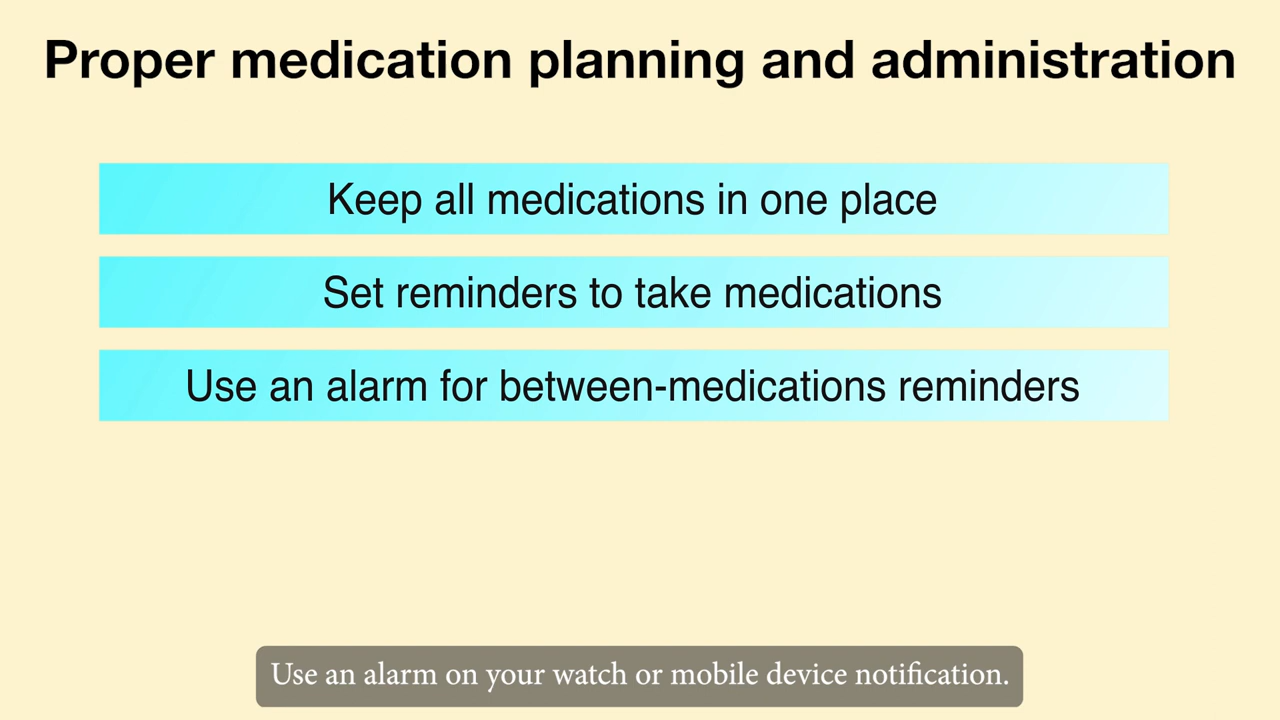 Proper medication planning and administration
Keep all medications in one place
Set reminders to take medications
Use an alarm for between-medications reminders
Use an alarm on your watch or mobile device notification.